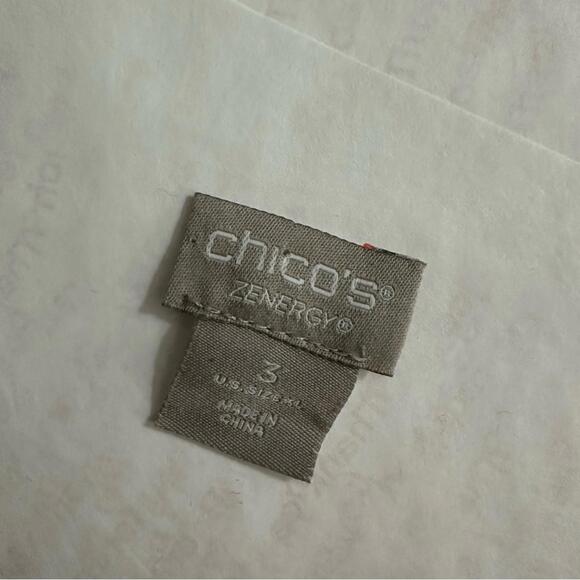 chico's®
ZENERGY®
3
U.S. SIZE XL
MADE IN
CHINA